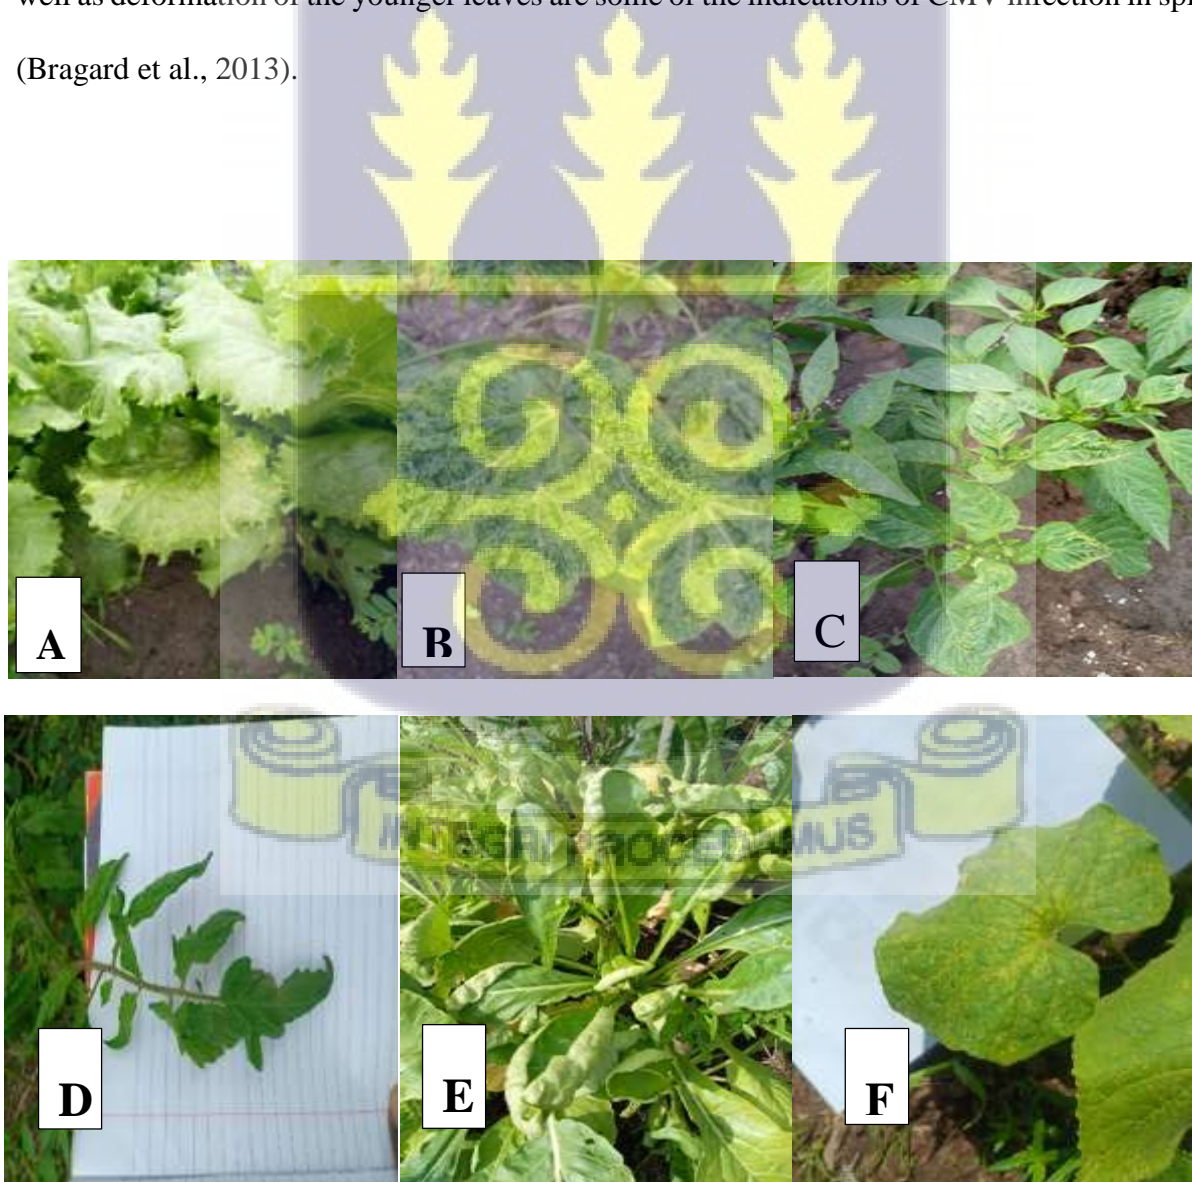 well as deformation of the younger leaves are some of the indications of CMV infection in
(Bragard et al., 2013).
A
B
C
D
E
F
INTEGRI PROCEDAMUS